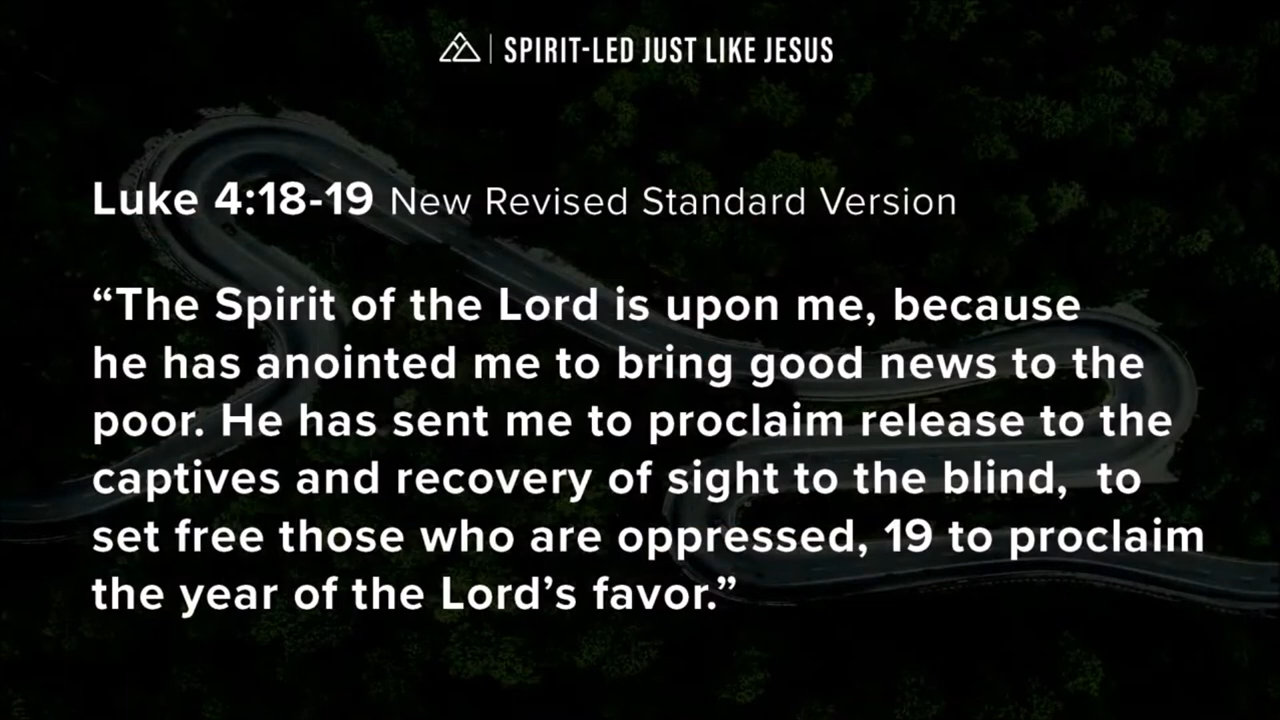 SPIRIT-LED JUST LIKE JESUS
Luke 4:18-19 New Revised Standard Version
“The Spirit of the Lord is upon me, because
he has anointed me to bring good news to the
poor. He has sent me to proclaim release to the
captives and recovery of sight to the blind,  to
set free those who are oppressed, 19 to proclaim
the year of the Lord’s favor.”